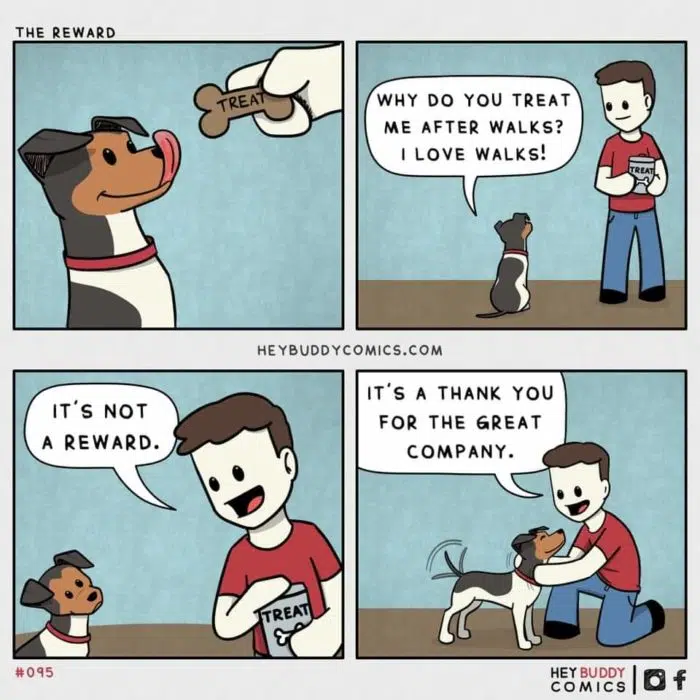 THE REWARD
TREAT
WHY DO YOU TREAT
ME AFTER WALKS?
I LOVE WALKS!
TREAT
HEYBUDDYCOMICS.COM
IT'S NOT
A REWARD.
TREAT
IT'S A THANK YOU
FOR THE GREAT
COMPANY.
#095
HEY BUDDY
COMICS